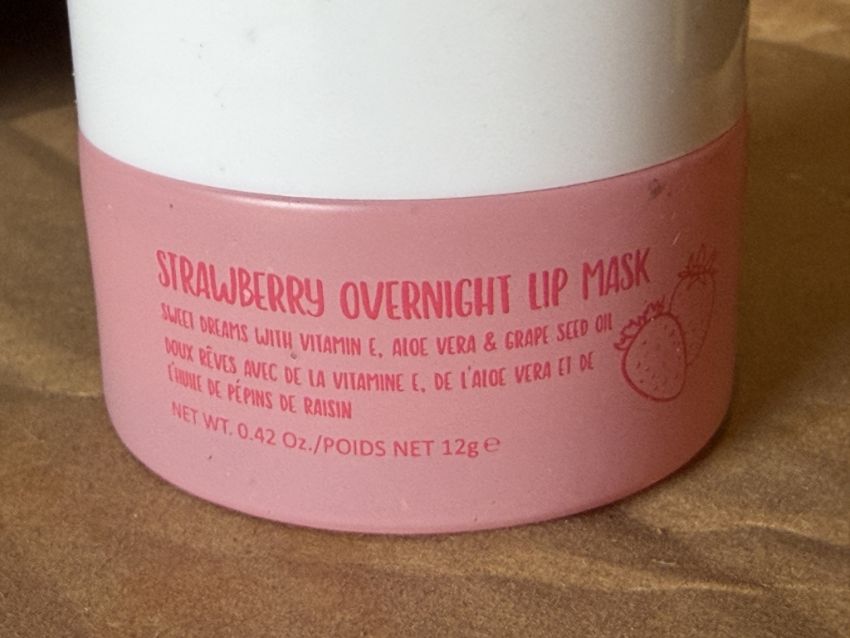 STRAWBERRY OVERNIGHT LIP MASK
SWEET DREAMS WITH VITAMIN E, ALOE VERA & GRAPE SEED OIL
DOUX RÊVES AVEC DE LA VITAMINE E, DE L'ALOE VERA ET DE
L'HUILE DE PÉPINS DE RAISIN
NET WT. 0.42 Oz./POIDS NET 12g ℮